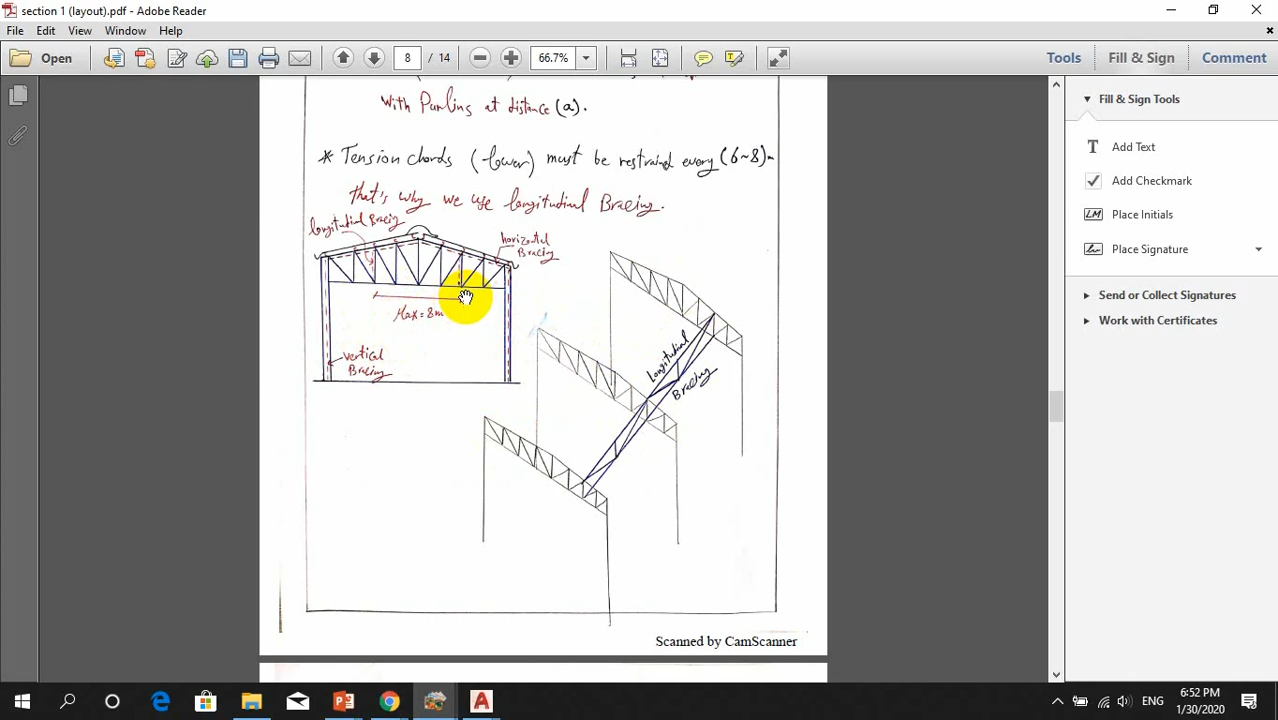 section 1 (layout).pdf - Adobe Reader
File Edit View Window Help
Open 8 / 14 66.7% Tools Fill & Sign Comment
Fill & Sign Tools
Add Text
Add Checkmark
Place Initials
Place Signature
Send or Collect Signatures
Work with Certificates
With Purlins at distance (a).
* Tension chords (lower) must be restrained every (6~8)m
that's why we use longitudinal Bracing.
longitudinal Bracing
horizontal
Bracing
Max = 8m
vertical
Bracing
Longitudinal
Bracing
Scanned by CamScanner
ENG
6:52 PM
1/30/2020